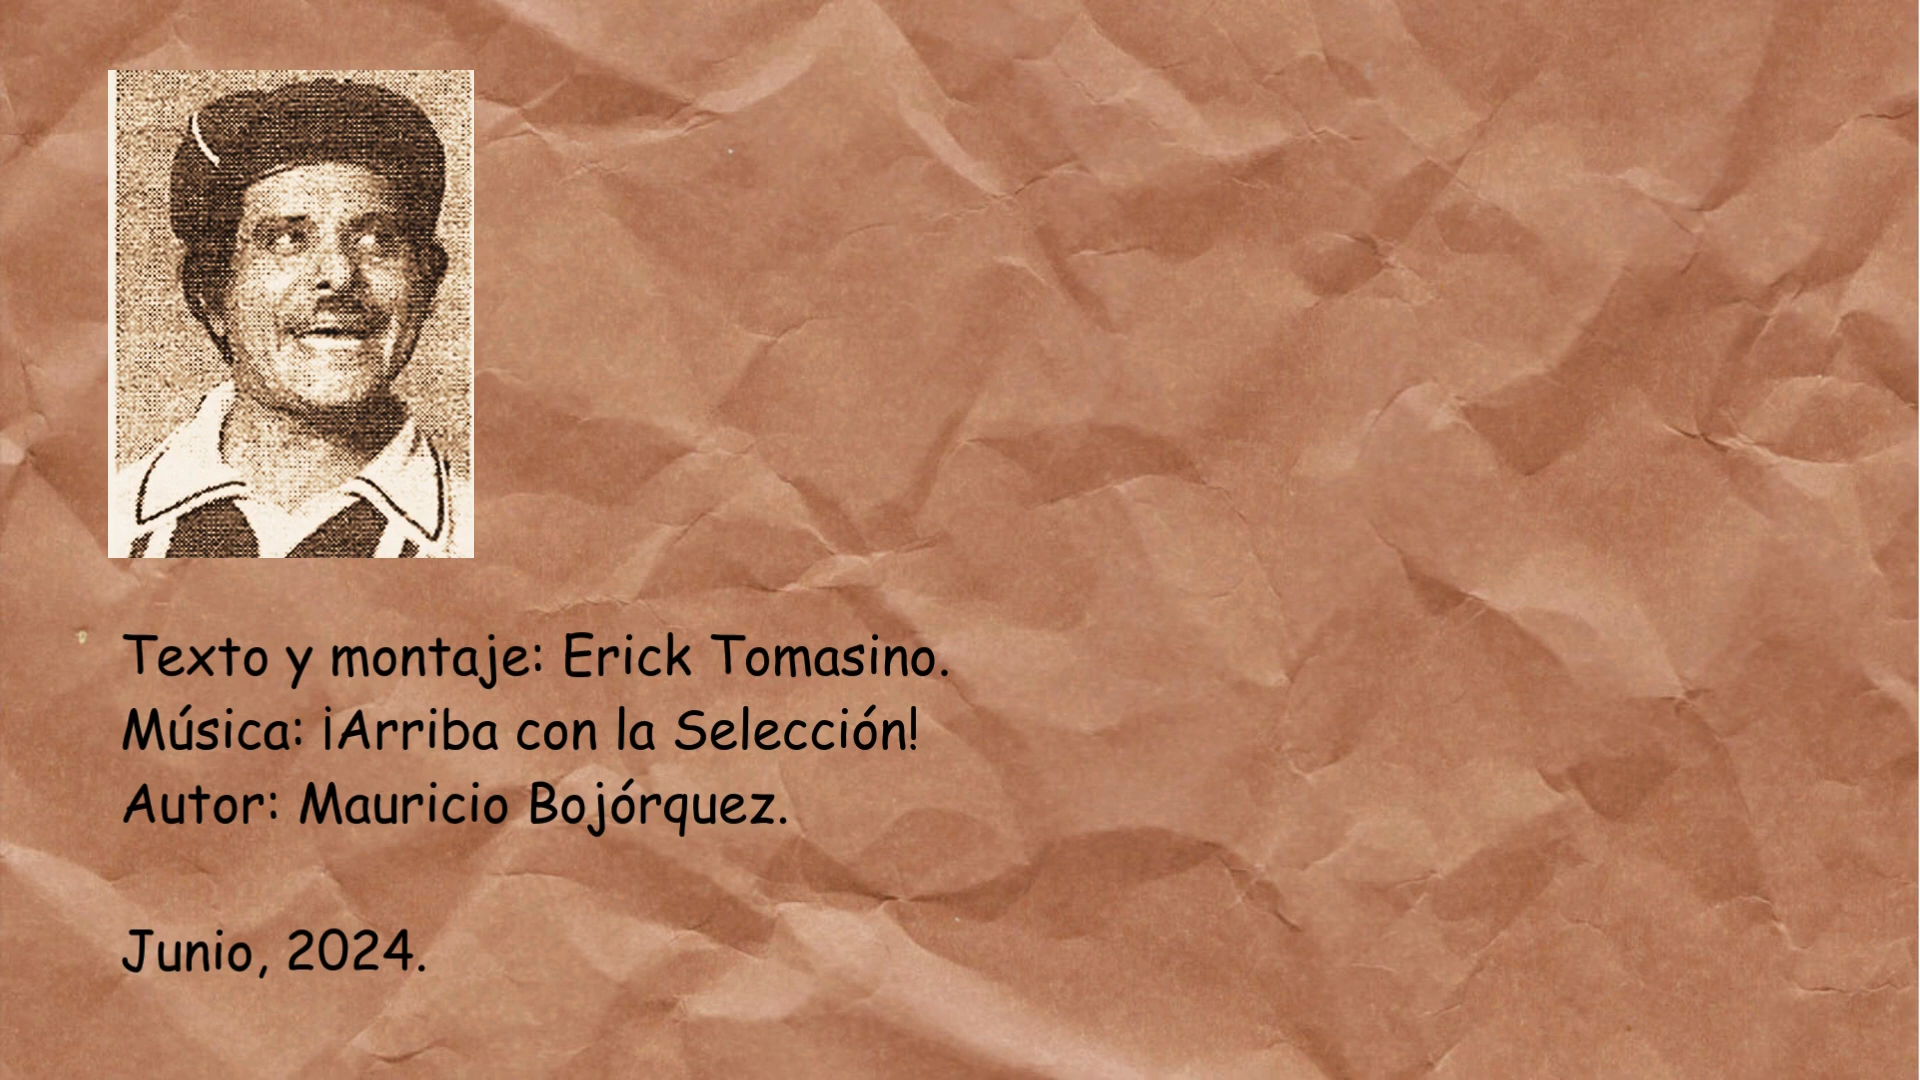 Texto y montaje: Erick Tomasino.
Música: ¡Arriba con la Selección!
Autor: Mauricio Bojórquez.
Junio, 2024.